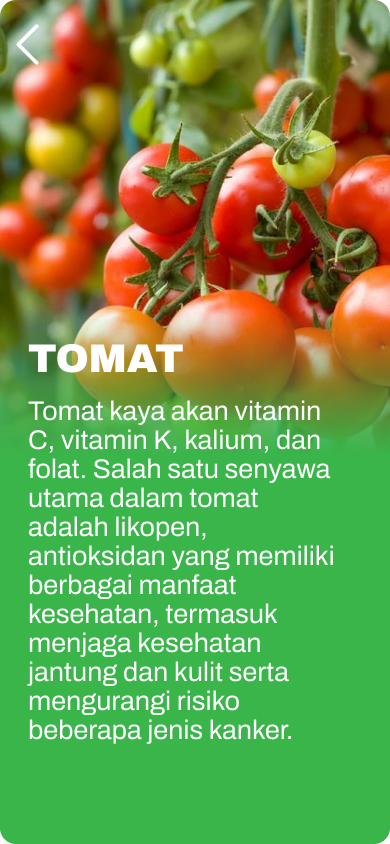 TOMAT
Tomat kaya akan vitamin
C, vitamin K, kalium, dan
folat. Salah satu senyawa
utama dalam tomat
adalah likopen,
antioksidan yang memiliki
berbagai manfaat
kesehatan, termasuk
menjaga kesehatan
jantung dan kulit serta
mengurangi risiko
beberapa jenis kanker.